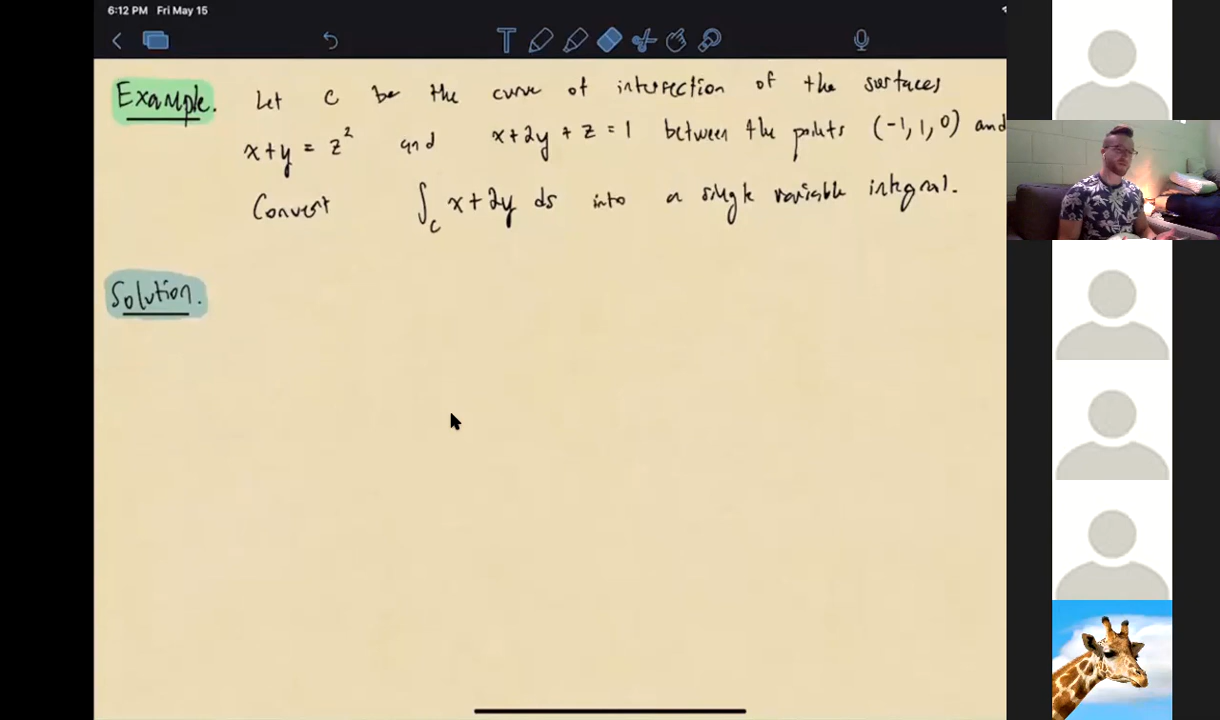 6:12 PM Fri May 15
Example. Let C be the curve of intersection of the surfaces
x+y = z² and x+2y+z=1 between the points (-1,1,0) and
Convert ∫_C x+2y ds into a single variable integral.
Solution.